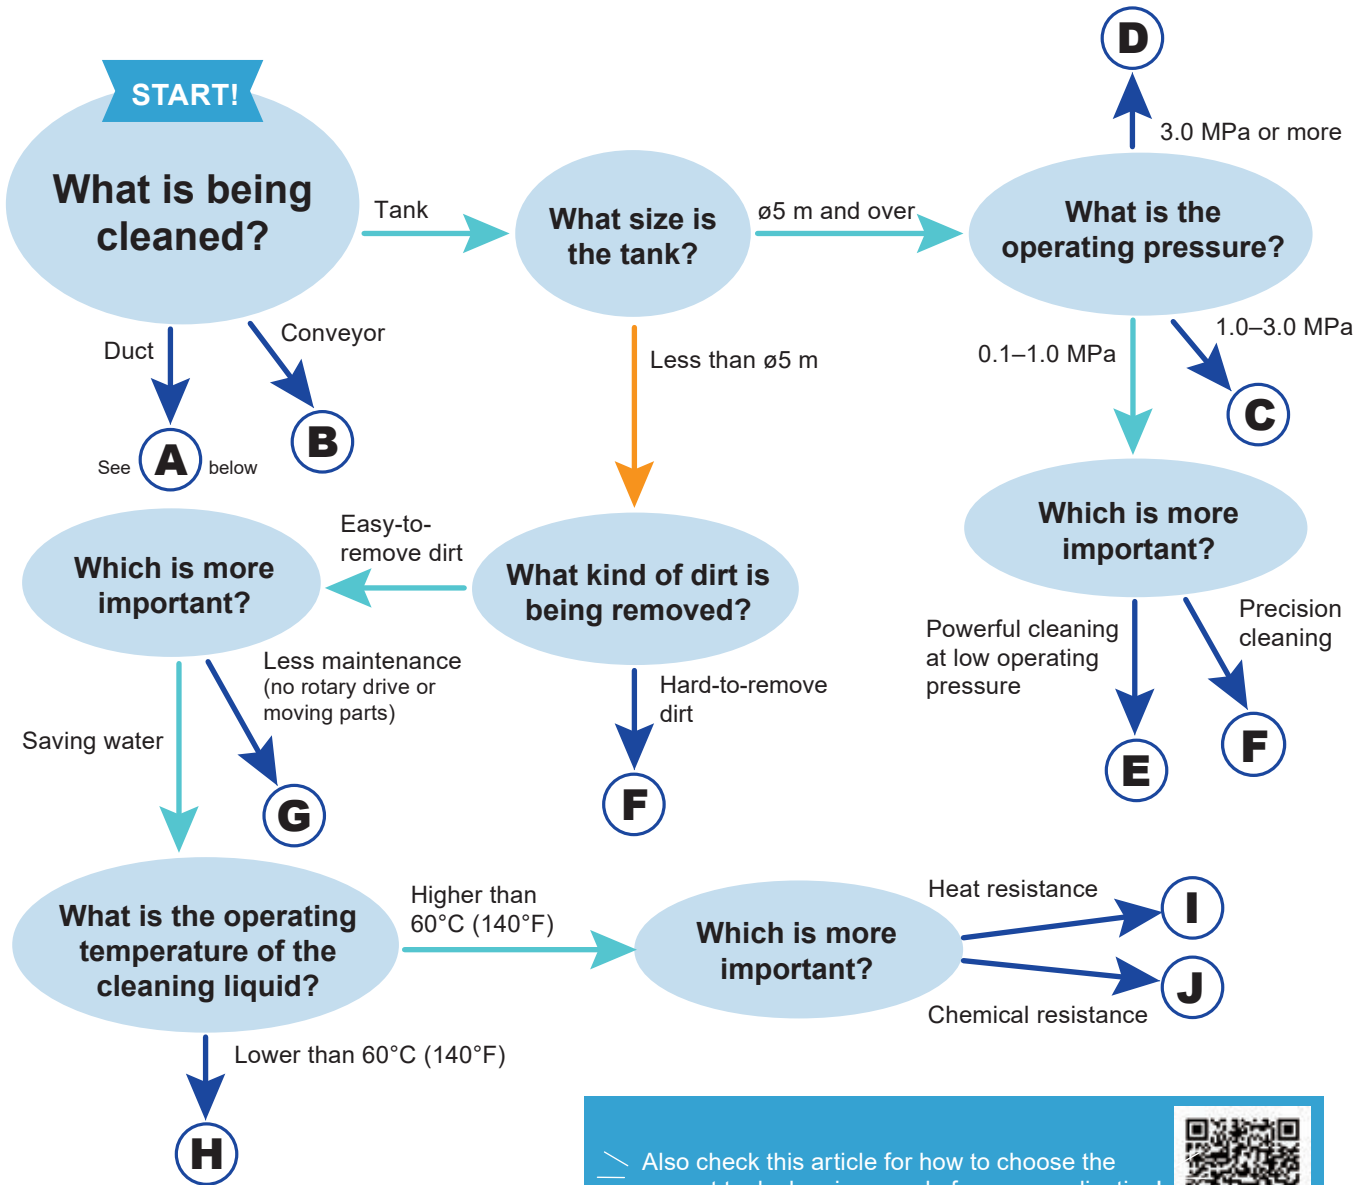 START!
What is being
cleaned?
Tank
What size is
the tank?
ø5 m and over
What is the
operating pressure?
3.0 MPa or more
D
Duct
Conveyor
See A below
B
Less than ø5 m
0.1–1.0 MPa
1.0–3.0 MPa
C
Which is more
important?
Powerful cleaning
at low operating
pressure
Precision
cleaning
E
F
What kind of dirt is
being removed?
Easy-to-
remove dirt
Hard-to-remove
dirt
F
Which is more
important?
Less maintenance
(no rotary drive or
moving parts)
Saving water
G
What is the operating
temperature of the
cleaning liquid?
Higher than
60°C (140°F)
Lower than 60°C (140°F)
H
Which is more
important?
Heat resistance
I
Chemical resistance
J
Also check this article for how to choose the